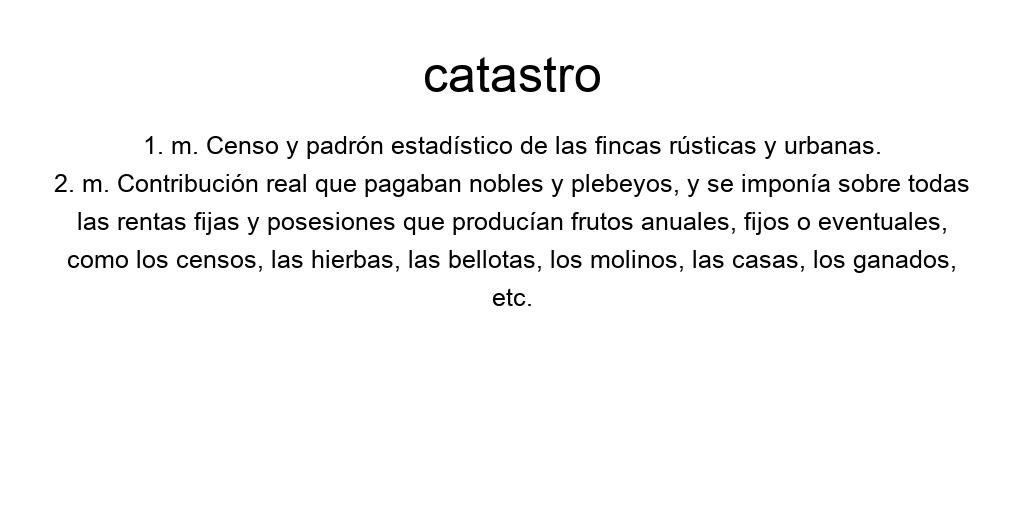 catastro
1. m. Censo y padrón estadístico de las fincas rústicas y urbanas.
2. m. Contribución real que pagaban nobles y plebeyos, y se imponía sobre todas
las rentas fijas y posesiones que producían frutos anuales, fijos o eventuales,
como los censos, las hierbas, las bellotas, los molinos, las casas, los ganados,
etc.